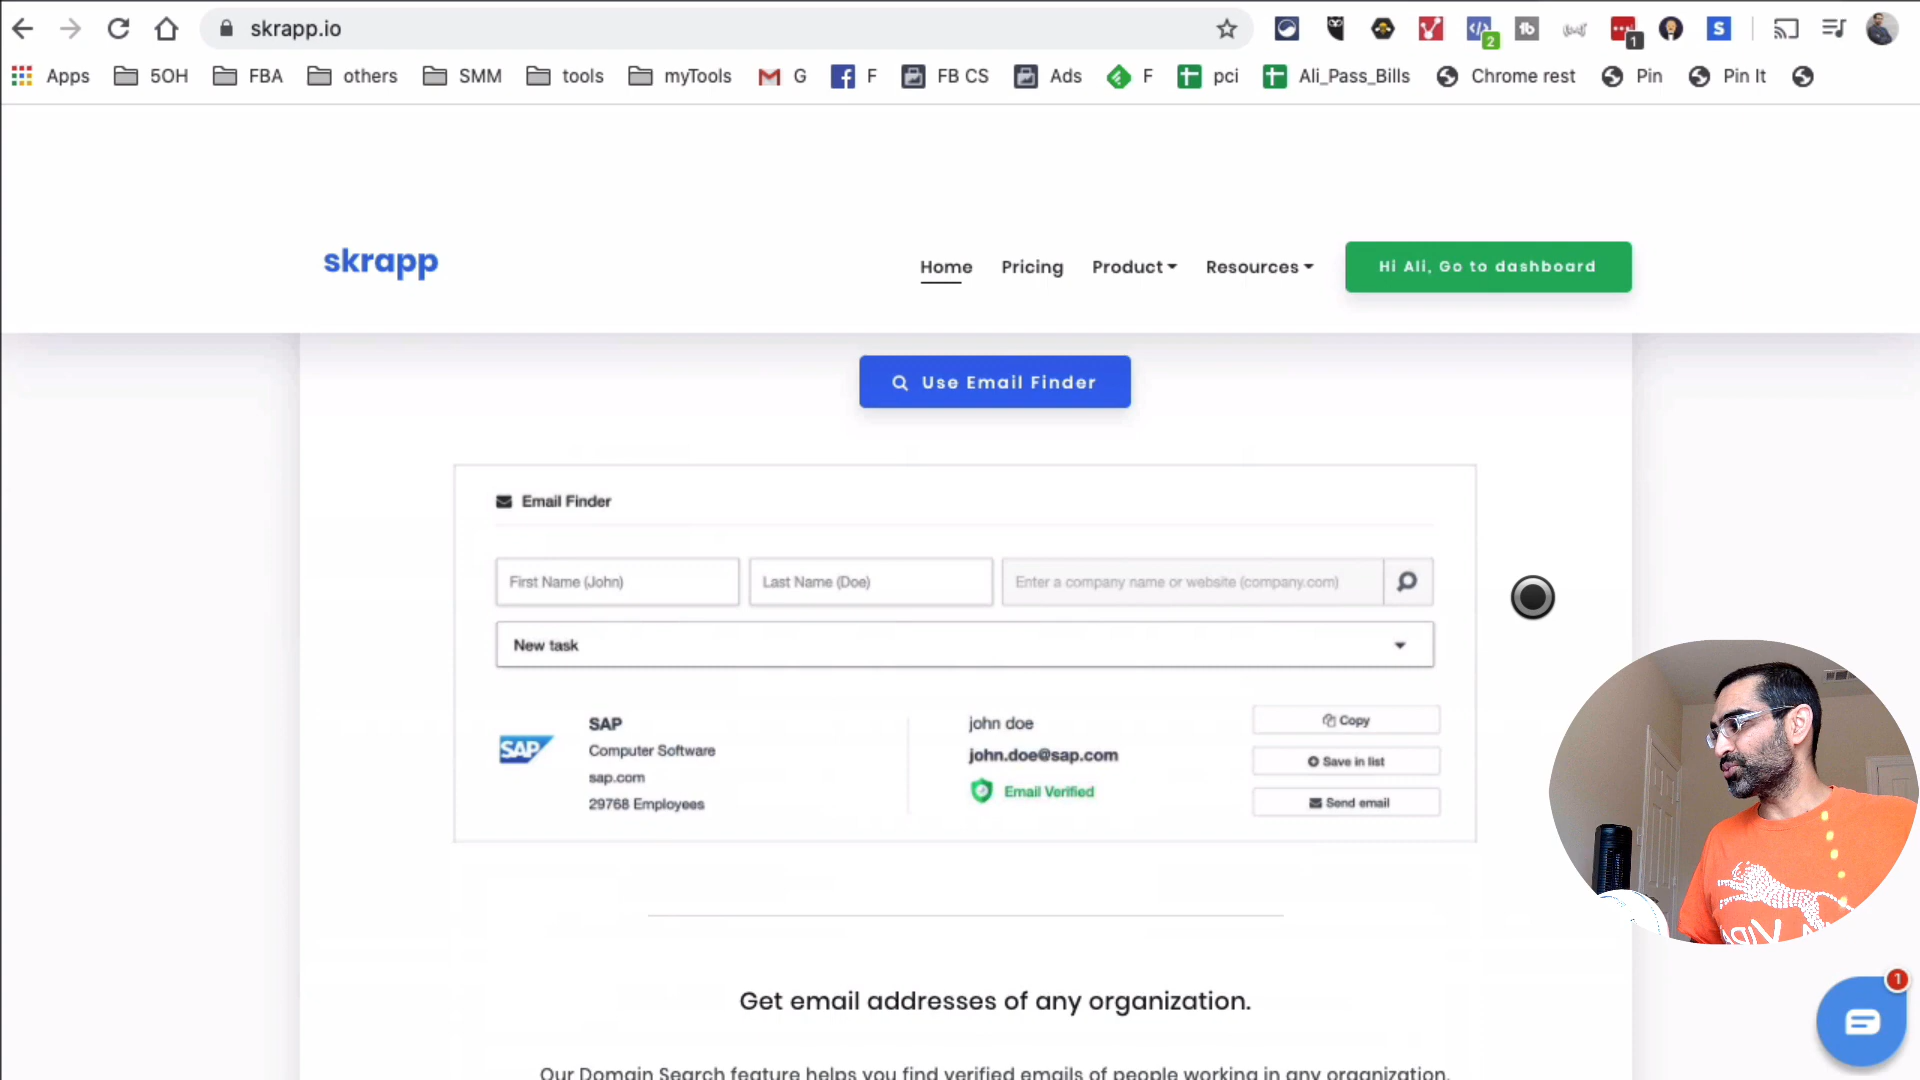 skrapp.io
2
1
Apps 5OH FBA others SMM tools myTools G F FB CS Ads F pci Ali_Pass_Bills Chrome rest Pin Pin It
skrapp Home Pricing Product Resources Hi Ali, Go to dashboard
Use Email Finder
Email Finder
First Name (John) Last Name (Doe) Enter a company name or website (company.com)
New task
SAP
SAP
Computer Software
sap.com
29768 Employees
john doe
john.doe@sap.com
Email Verified
Copy
Save in list
Send email
Get email addresses of any organization.
Our Domain Search feature helps you find verified emails of people working in any organization.
1